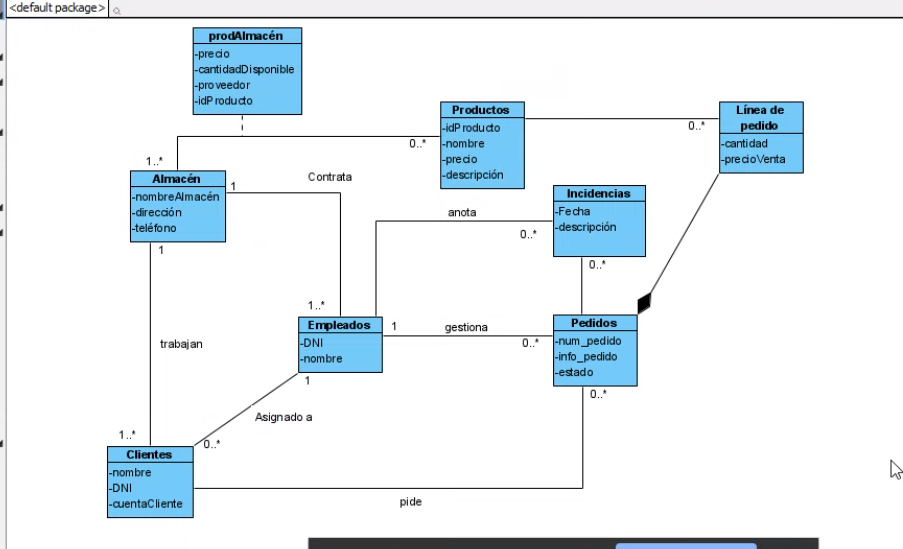 <default package>
prodAlmacén
-precio
-cantidadDisponible
-proveedor
-idProducto
Productos
-idProducto
-nombre
-precio
-descripción
0..*
0..*
Línea de
pedido
-cantidad
-precioVenta
1..*
Almacén
-nombreAlmacén
-dirección
-teléfono
1
1
Contrata
Incidencias
-Fecha
-descripción
anota
0..*
0..*
1..*
Empleados
-DNI
-nombre
1
gestiona
0..*
Pedidos
-num_pedido
-info_pedido
-estado
trabajan
1
Asignado a
0..*
0..*
1..*
Clientes
-nombre
-DNI
-cuentaCliente
pide